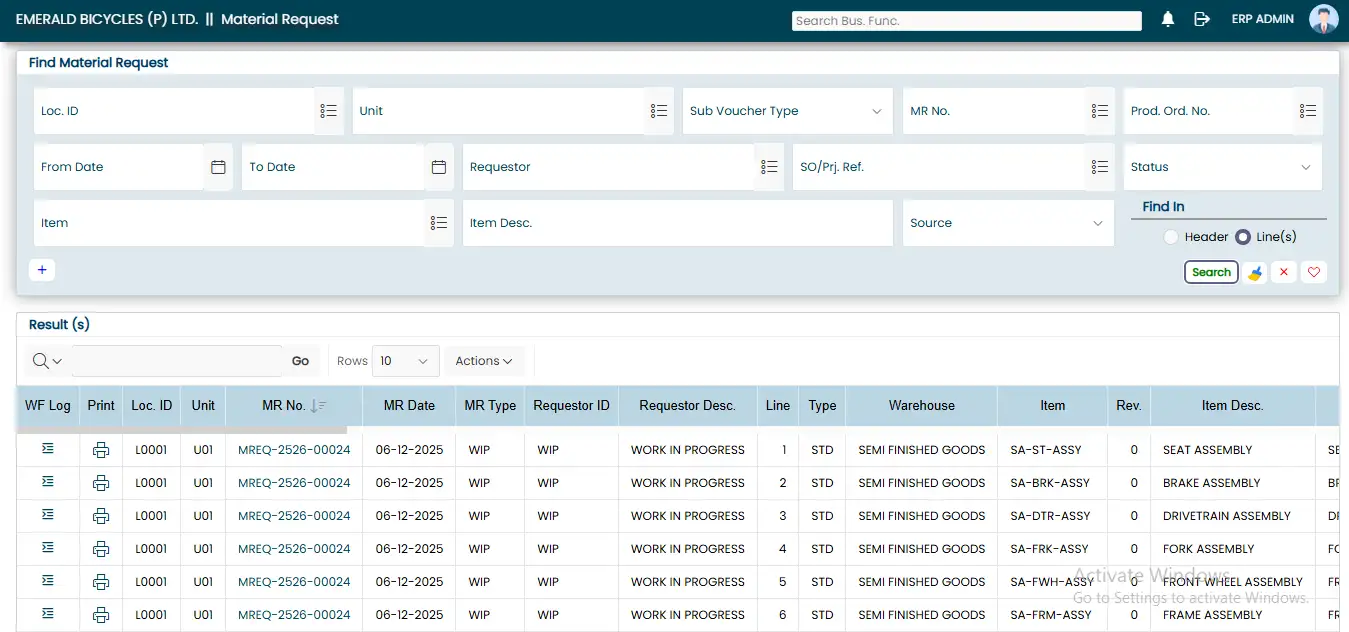 EMERALD BICYCLES (P) LTD. || Material Request Search Bus. Func. ERP ADMIN
Find Material Request
Loc. ID Unit Sub Voucher Type MR No. Prod. Ord. No.
From Date To Date Requestor SO/Prj. Ref. Status
Item Item Desc. Source Find In
Header Line(s)
+ Search
Result (s)
Go Rows 10 Actions
WF Log Print Loc. ID Unit MR No. MR Date MR Type Requestor ID Requestor Desc. Line Type Warehouse Item Rev. Item Desc.
L0001 U01 MREQ-2526-00024 06-12-2025 WIP WIP WORK IN PROGRESS 1 STD SEMI FINISHED GOODS SA-ST-ASSY 0 SEAT ASSEMBLY SE
L0001 U01 MREQ-2526-00024 06-12-2025 WIP WIP WORK IN PROGRESS 2 STD SEMI FINISHED GOODS SA-BRK-ASSY 0 BRAKE ASSEMBLY BR
L0001 U01 MREQ-2526-00024 06-12-2025 WIP WIP WORK IN PROGRESS 3 STD SEMI FINISHED GOODS SA-DTR-ASSY 0 DRIVETRAIN ASSEMBLY DR
L0001 U01 MREQ-2526-00024 06-12-2025 WIP WIP WORK IN PROGRESS 4 STD SEMI FINISHED GOODS SA-FRK-ASSY 0 FORK ASSEMBLY FO
L0001 U01 MREQ-2526-00024 06-12-2025 WIP WIP WORK IN PROGRESS 5 STD SEMI FINISHED GOODS SA-FWH-ASSY 0 FRONT WHEEL ASSEMBLY FR
L0001 U01 MREQ-2526-00024 06-12-2025 WIP WIP WORK IN PROGRESS 6 STD SEMI FINISHED GOODS SA-FRM-ASSY 0 FRAME ASSEMBLY FR
Activate Windows
Go to Settings to activate Windows.